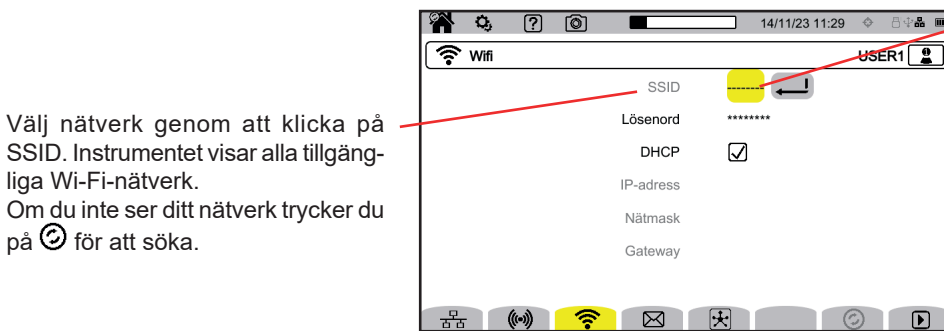 14/11/23 11:29
Wifi USER1
SSID --------
Lösenord ********
DHCP
IP-adress
Nätmask
Gateway
Välj nätverk genom att klicka på
SSID. Instrumentet visar alla tillgäng-
liga Wi-Fi-nätverk.
Om du inte ser ditt nätverk trycker du
på för att söka.